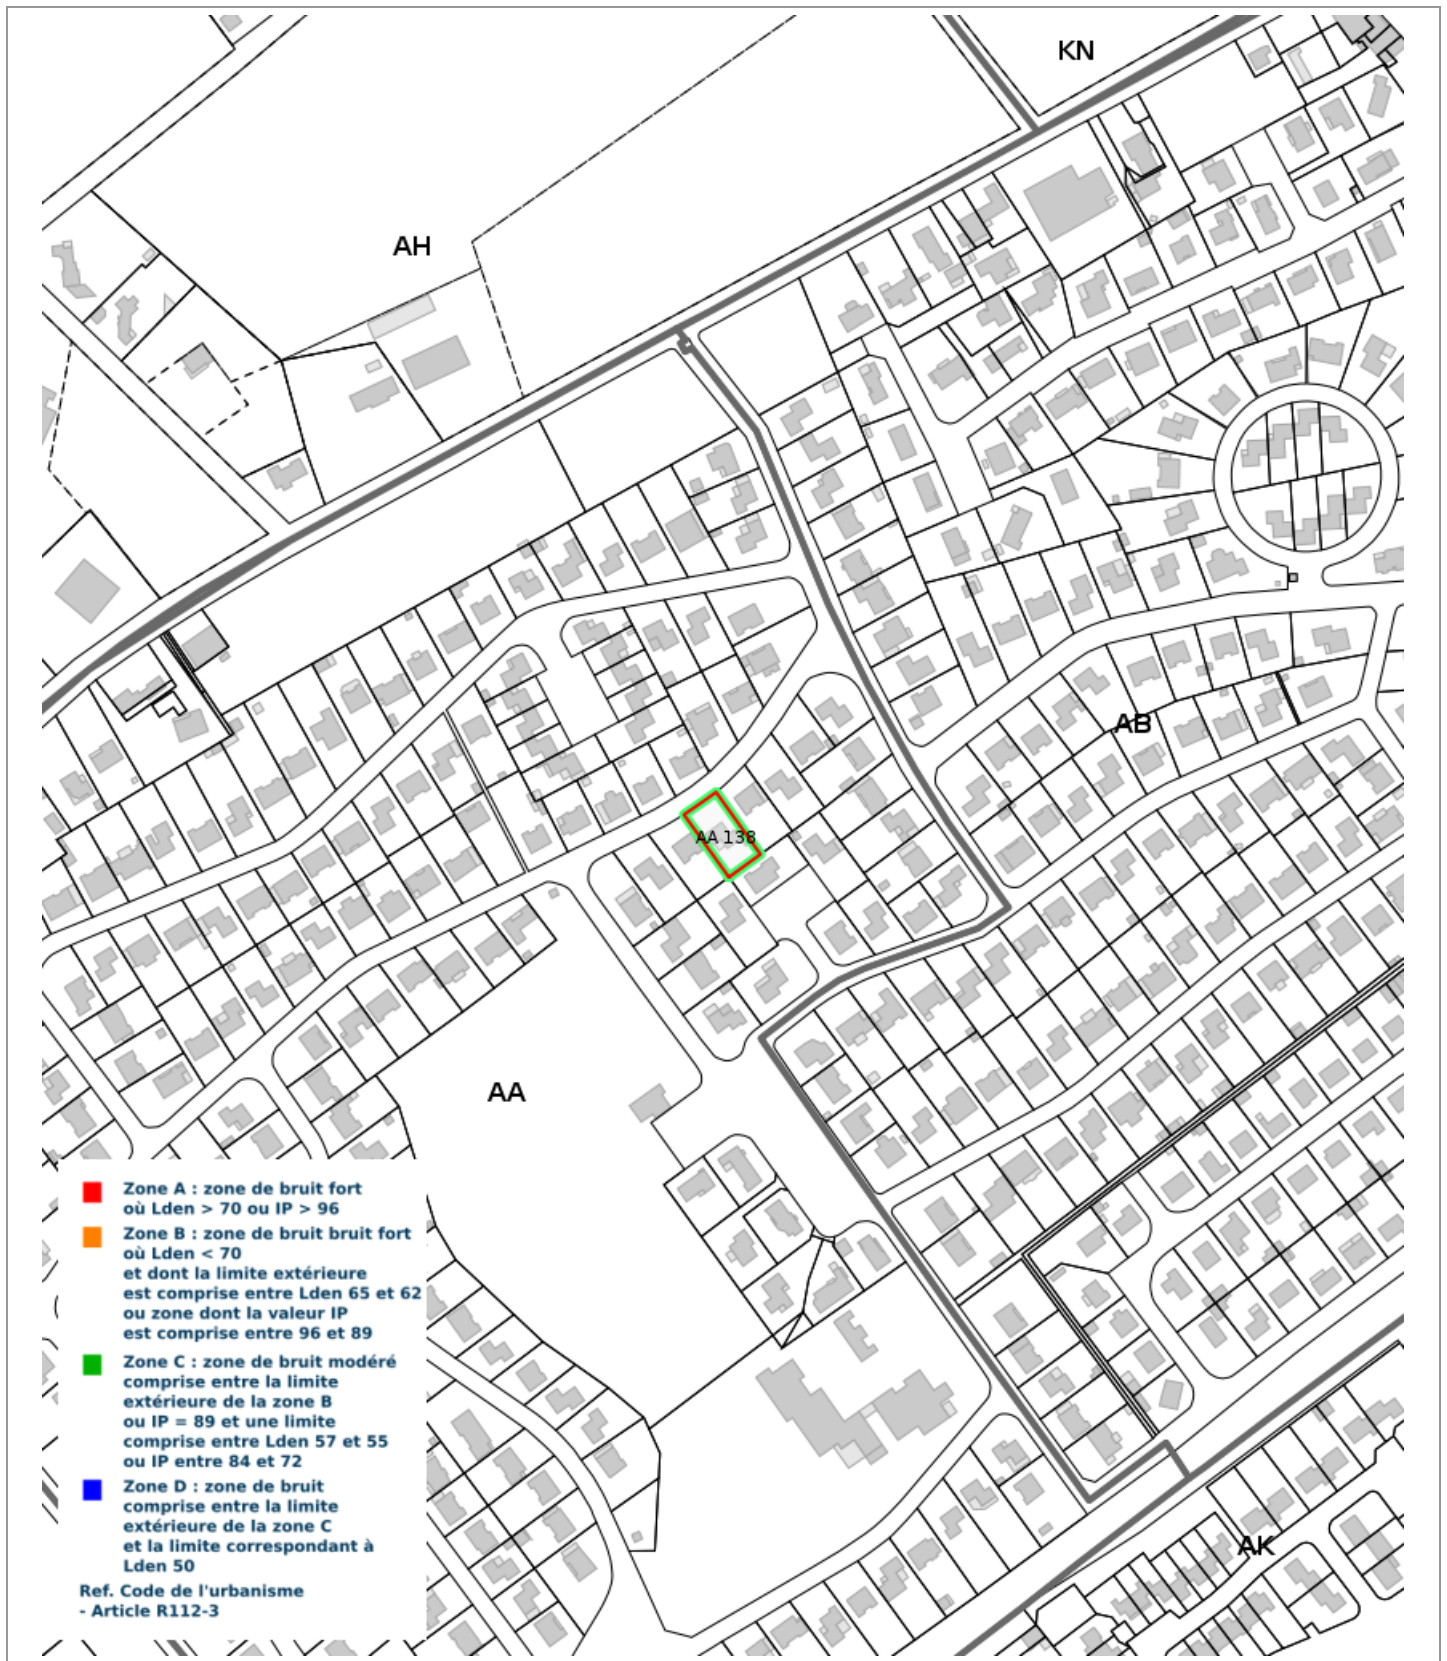 KN
AH
AB
AA 138
AA
Zone A : zone de bruit fort
où Lden > 70 ou IP > 96
Zone B : zone de bruit bruit fort
où Lden < 70
et dont la limite extérieure
est comprise entre Lden 65 et 62
ou zone dont la valeur IP
est comprise entre 96 et 89
Zone C : zone de bruit modéré
comprise entre la limite
extérieure de la zone B
ou IP = 89 et une limite
comprise entre Lden 57 et 55
ou IP entre 84 et 72
Zone D : zone de bruit
comprise entre la limite
extérieure de la zone C
et la limite correspondant à
Lden 50
Ref. Code de l'urbanisme
- Article R112-3
AK